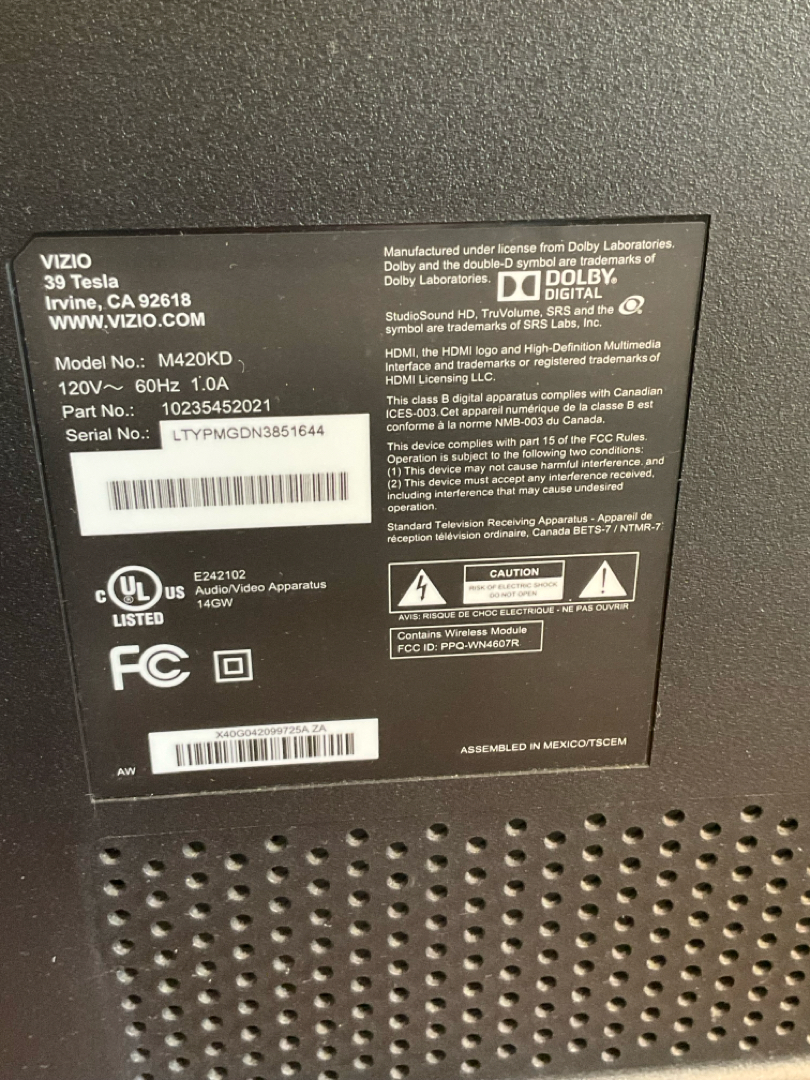 VIZIO
39 Tesla
Irvine, CA 92618
WWW.VIZIO.COM
Model No.: M420KD
120V～ 60Hz 1.0A
Part No.: 10235452021
Serial No.: LTYPMGDN3851644
c UL US
®
LISTED
E242102
Audio/Video Apparatus
14GW
FC
X40G042099725A ZA
AW
Manufactured under license from Dolby Laboratories.
Dolby and the double-D symbol are trademarks of
Dolby Laboratories.
DOLBY®
DIGITAL
StudioSound HD, TruVolume, SRS and the
symbol are trademarks of SRS Labs, Inc.
HDMI, the HDMI logo and High-Definition Multimedia
Interface and trademarks or registered trademarks of
HDMI Licensing LLC.
This class B digital apparatus complies with Canadian
ICES-003. Cet appareil numérique de la classe B est
conforme à la norme NMB-003 du Canada.
This device complies with part 15 of the FCC Rules.
Operation is subject to the following two conditions:
(1) This device may not cause harmful interference. and
(2) This device must accept any interference received,
including interference that may cause undesired
operation.
Standard Television Receiving Apparatus - Appareil de
réception télévision ordinaire, Canada BETS-7 / NTMR-7
CAUTION
RISK OF ELECTRIC SHOCK
DO NOT OPEN
AVIS: RISQUE DE CHOC ELECTRIQUE - NE PAS OUVRIR
Contains Wireless Module
FCC ID: PPQ-WN4607R
ASSEMBLED IN MEXICO/TSCEM